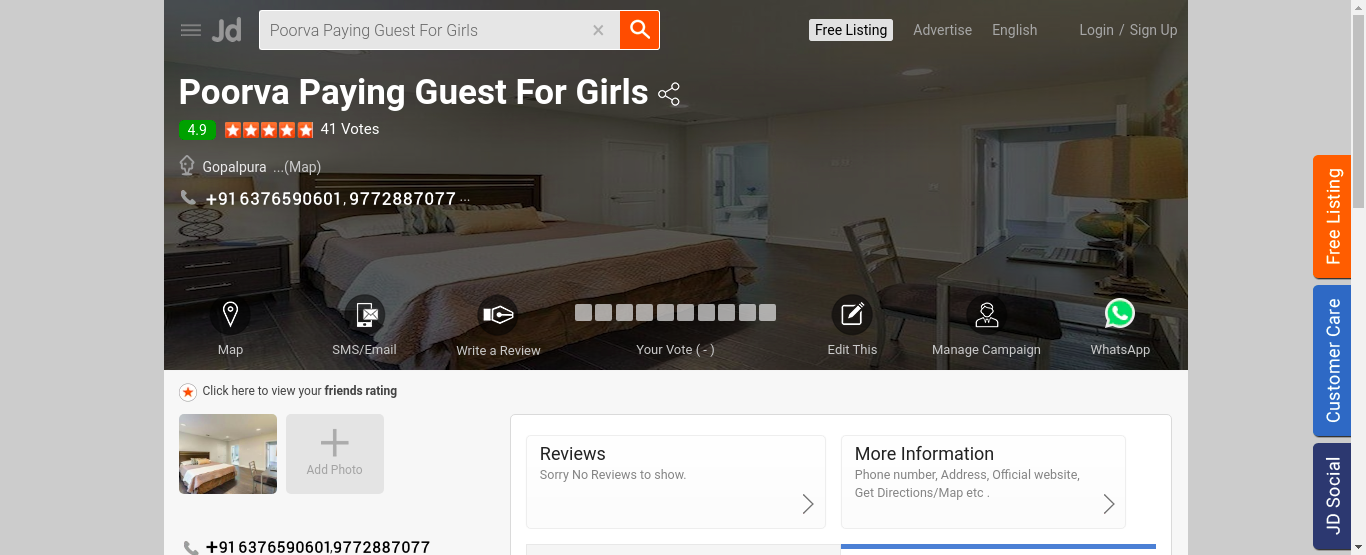 Jd
Poorva Paying Guest For Girls ×
Free Listing Advertise English Login / Sign Up
Poorva Paying Guest For Girls
4.9 41 Votes
Gopalpura ...(Map)
+91 6376590601, 9772887077 ...
Map SMS/Email Write a Review Your Vote ( - ) Edit This Manage Campaign WhatsApp
Click here to view your friends rating
Add Photo
Reviews
Sorry No Reviews to show.
More Information
Phone number, Address, Official website,
Get Directions/Map etc .
+91 6376590601,9772887077
Free Listing
Customer Care
JD Social